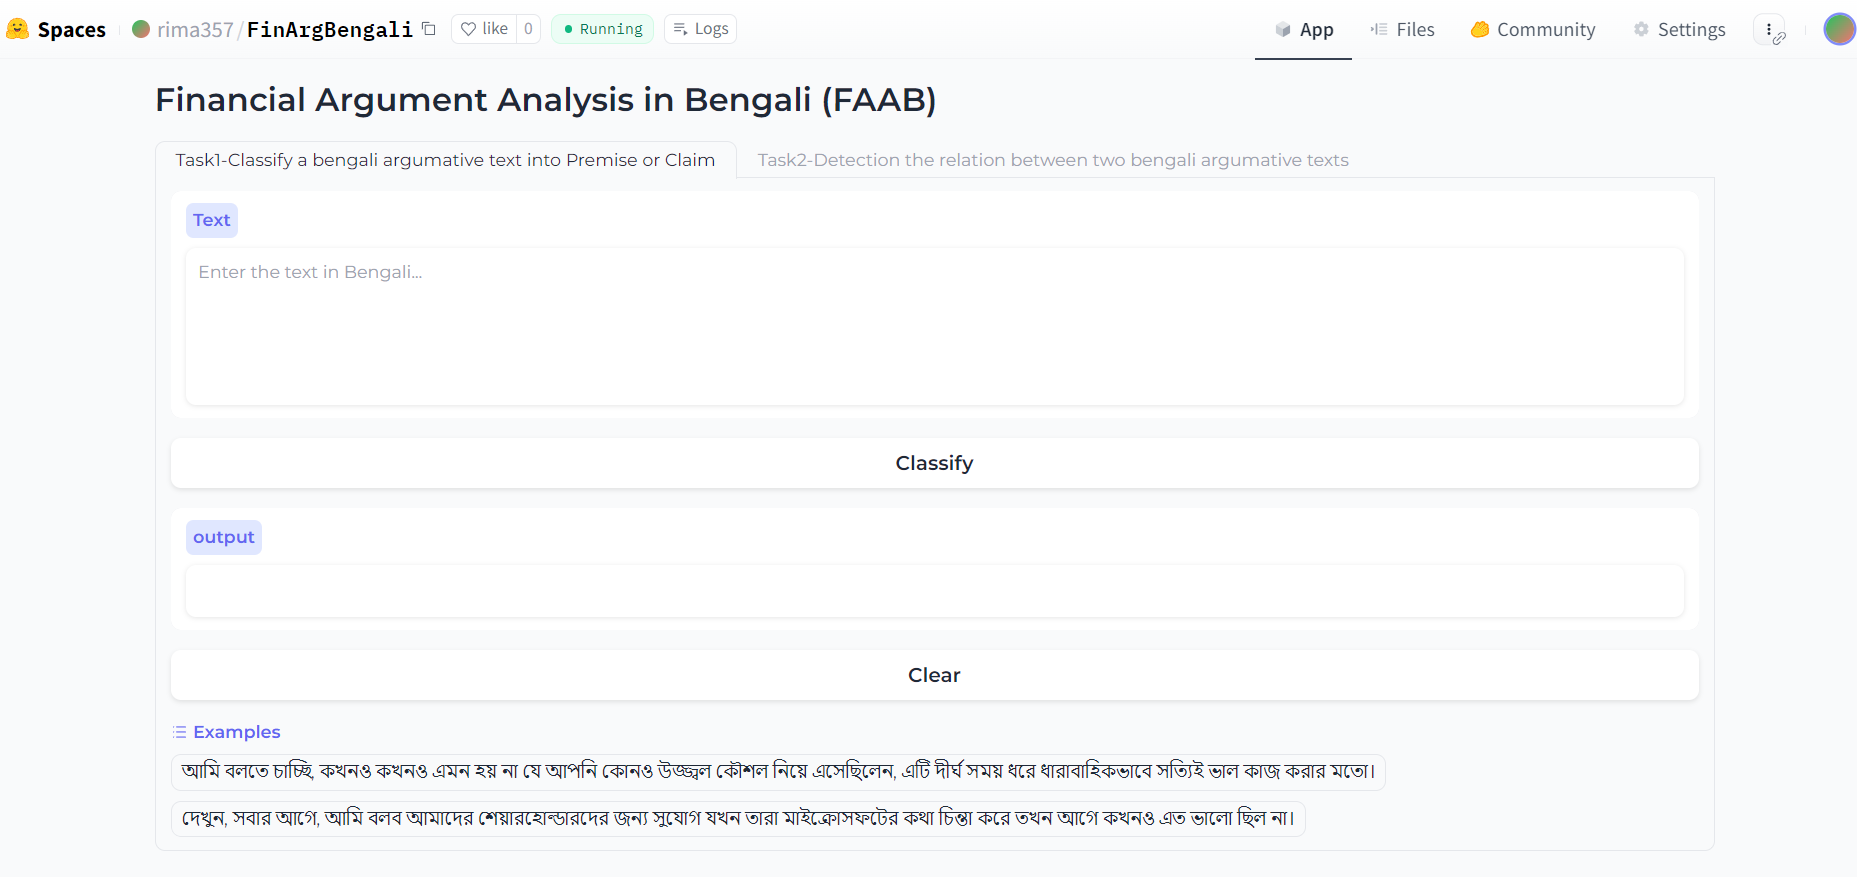 Spaces rima357/FinArgBengali like 0 Running Logs App Files Community Settings
Financial Argument Analysis in Bengali (FAAB)
Task1-Classify a bengali argumative text into Premise or Claim Task2-Detection the relation between two bengali argumative texts
Text
Enter the text in Bengali...
Classify
output
Clear
Examples
আমি বলতে চাচ্ছি, কখনও কখনও এমন হয় না যে আপনি কোনও উজ্জ্বল কৌশল নিয়ে এসেছিলেন, এটি দীর্ঘ সময় ধরে ধারাবাহিকভাবে সত্যিই ভাল কাজ করার মতো।
দেখুন, সবার আগে, আমি বলব আমাদের শেয়ারহোল্ডারদের জন্য সুযোগ যখন তারা মাইক্রোসফটের কথা চিন্তা করে তখন আগে কখনও এত ভালো ছিল না।